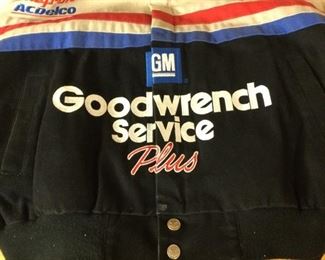 ACDelco
GM
Goodwrench
Service
Plus